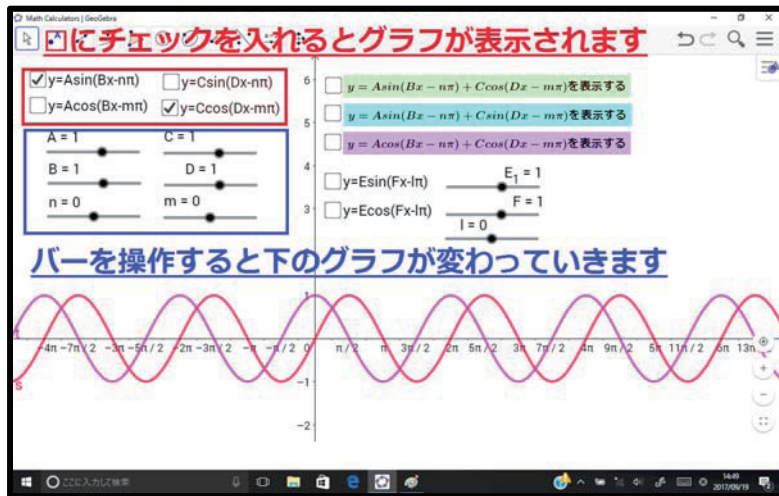 Math Calculators | GeoGebra
□にチェックを入れるとグラフが表示されます
y=Asin(Bx-nπ) y=Csin(Dx-nπ)
y=Acos(Bx-mπ) y=Ccos(Dx-mπ)
A = 1 C = 1
B = 1 D = 1
n = 0 m = 0
6
y = Asin(Bx − nπ) + Ccos(Dx − mπ)を表示する
y = Asin(Bx − nπ) + Csin(Dx − mπ)を表示する
y = Acos(Bx − nπ) + Ccos(Dx − mπ)を表示する
4
y=Esin(Fx-lπ) E₁ = 1
y=Ecos(Fx-lπ) F = 1
3
l = 0
バーを操作すると下のグラフが変わっていきます
1
−4π −7π/2 −3π −5π/2 −2π −3π/2 −π −π/2 0 π/2 π 3π/2 2π 5π/2 3π 7π/2 4π 9π/2 5π 11π/2 6π 13π
S
−1
−2
ここに入力して検索
14:49
2017/09/19